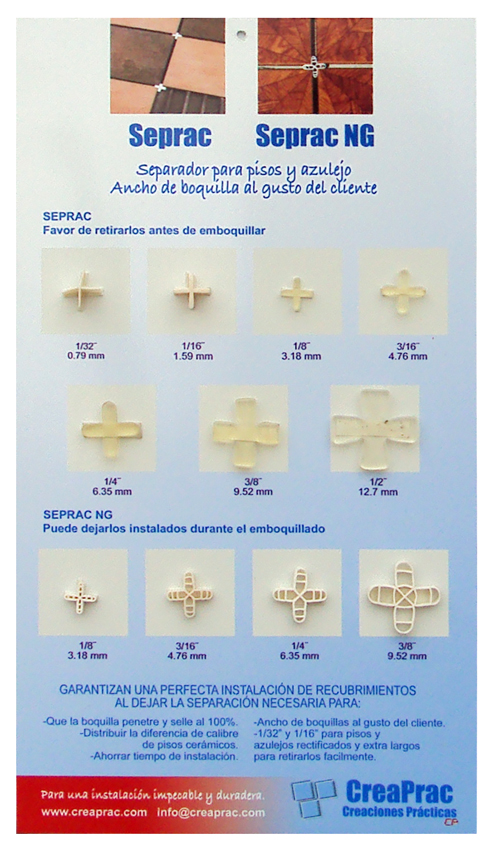 Seprac Seprac NG
Separador para pisos y azulejo
Ancho de boquilla al gusto del cliente
SEPRAC
Favor de retirarlos antes de emboquillar
1/32" 1/16" 1/8" 3/16"
0.79 mm 1.59 mm 3.18 mm 4.76 mm
1/4" 3/8" 1/2"
6.35 mm 9.52 mm 12.7 mm
SEPRAC NG
Puede dejarlos instalados durante el emboquillado
1/8" 3/16" 1/4" 3/8"
3.18 mm 4.76 mm 6.35 mm 9.52 mm
GARANTIZAN UNA PERFECTA INSTALACIÓN DE RECUBRIMIENTOS
AL DEJAR LA SEPARACIÓN NECESARIA PARA:
-Que la boquilla penetre y selle al 100%.
-Distribuir la diferencia de calibre
de pisos cerámicos.
-Ahorrar tiempo de instalación.
-Ancho de boquillas al gusto del cliente.
-1/32" y 1/16" para pisos y
azulejos rectificados y extra largos
para retirarlos facilmente.
Para una instalación impecable y duradera.
www.creaprac.com Info@creaprac.com
CreaPrac
Creaciones Prácticas
CP